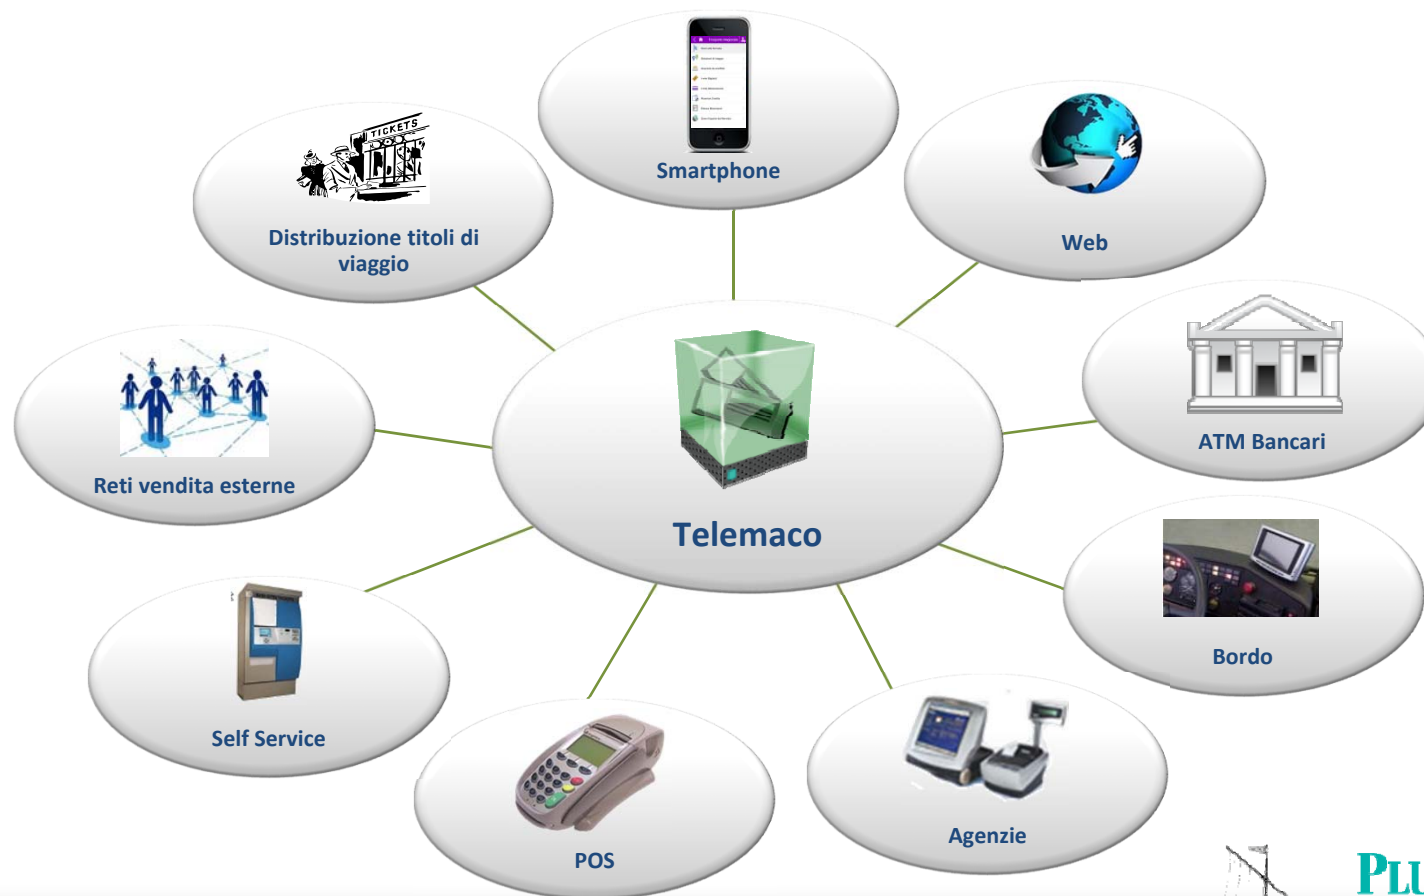 Smartphone
TICKETS
Distribuzione titoli di
viaggio
Web
ATM Bancari
Reti vendita esterne
Telemaco
Bordo
Self Service
Agenzie
POS